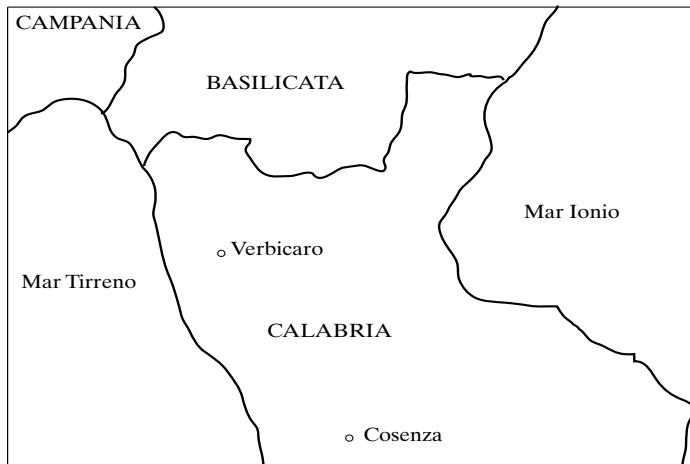 CAMPANIA
BASILICATA
Mar Ionio
Verbicaro
Mar Tirreno
CALABRIA
Cosenza